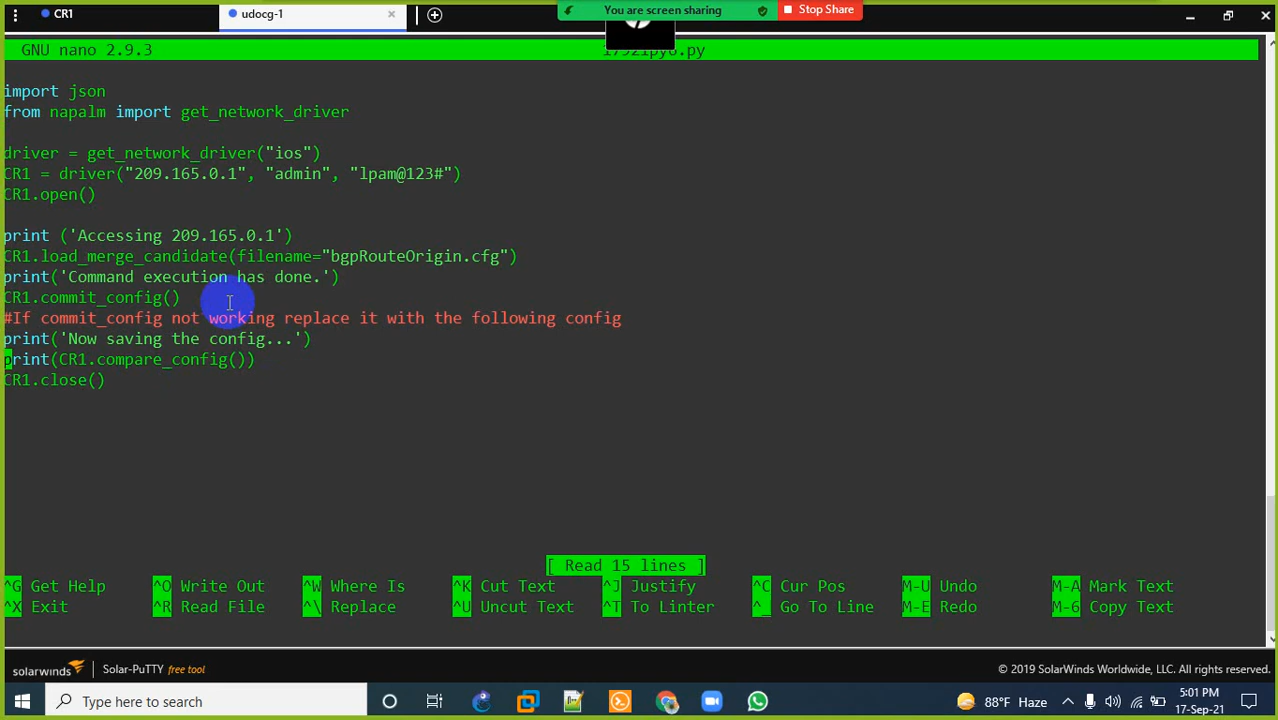 CR1
udocg-1
You are screen sharing
Stop Share
GNU nano 2.9.3
import json
from napalm import get_network_driver
driver = get_network_driver("ios")
CR1 = driver("209.165.0.1", "admin", "lpam@123#")
CR1.open()
print ('Accessing 209.165.0.1')
CR1.load_merge_candidate(filename="bgpRouteOrigin.cfg")
print('Command execution has done.')
CR1.commit_config()
#If commit_config not working replace it with the following config
print('Now saving the config...')
print(CR1.compare_config())
CR1.close()
[ Read 15 lines ]
^G Get Help ^O Write Out ^W Where Is ^K Cut Text ^J Justify ^C Cur Pos M-U Undo M-A Mark Text
^X Exit ^R Read File ^\ Replace ^U Uncut Text ^T To Linter ^_ Go To Line M-E Redo M-6 Copy Text
solarwinds Solar-PuTTY free tool © 2019 SolarWinds Worldwide, LLC. All rights reserved.
Type here to search 88°F Haze 5:01 PM
17-Sep-21